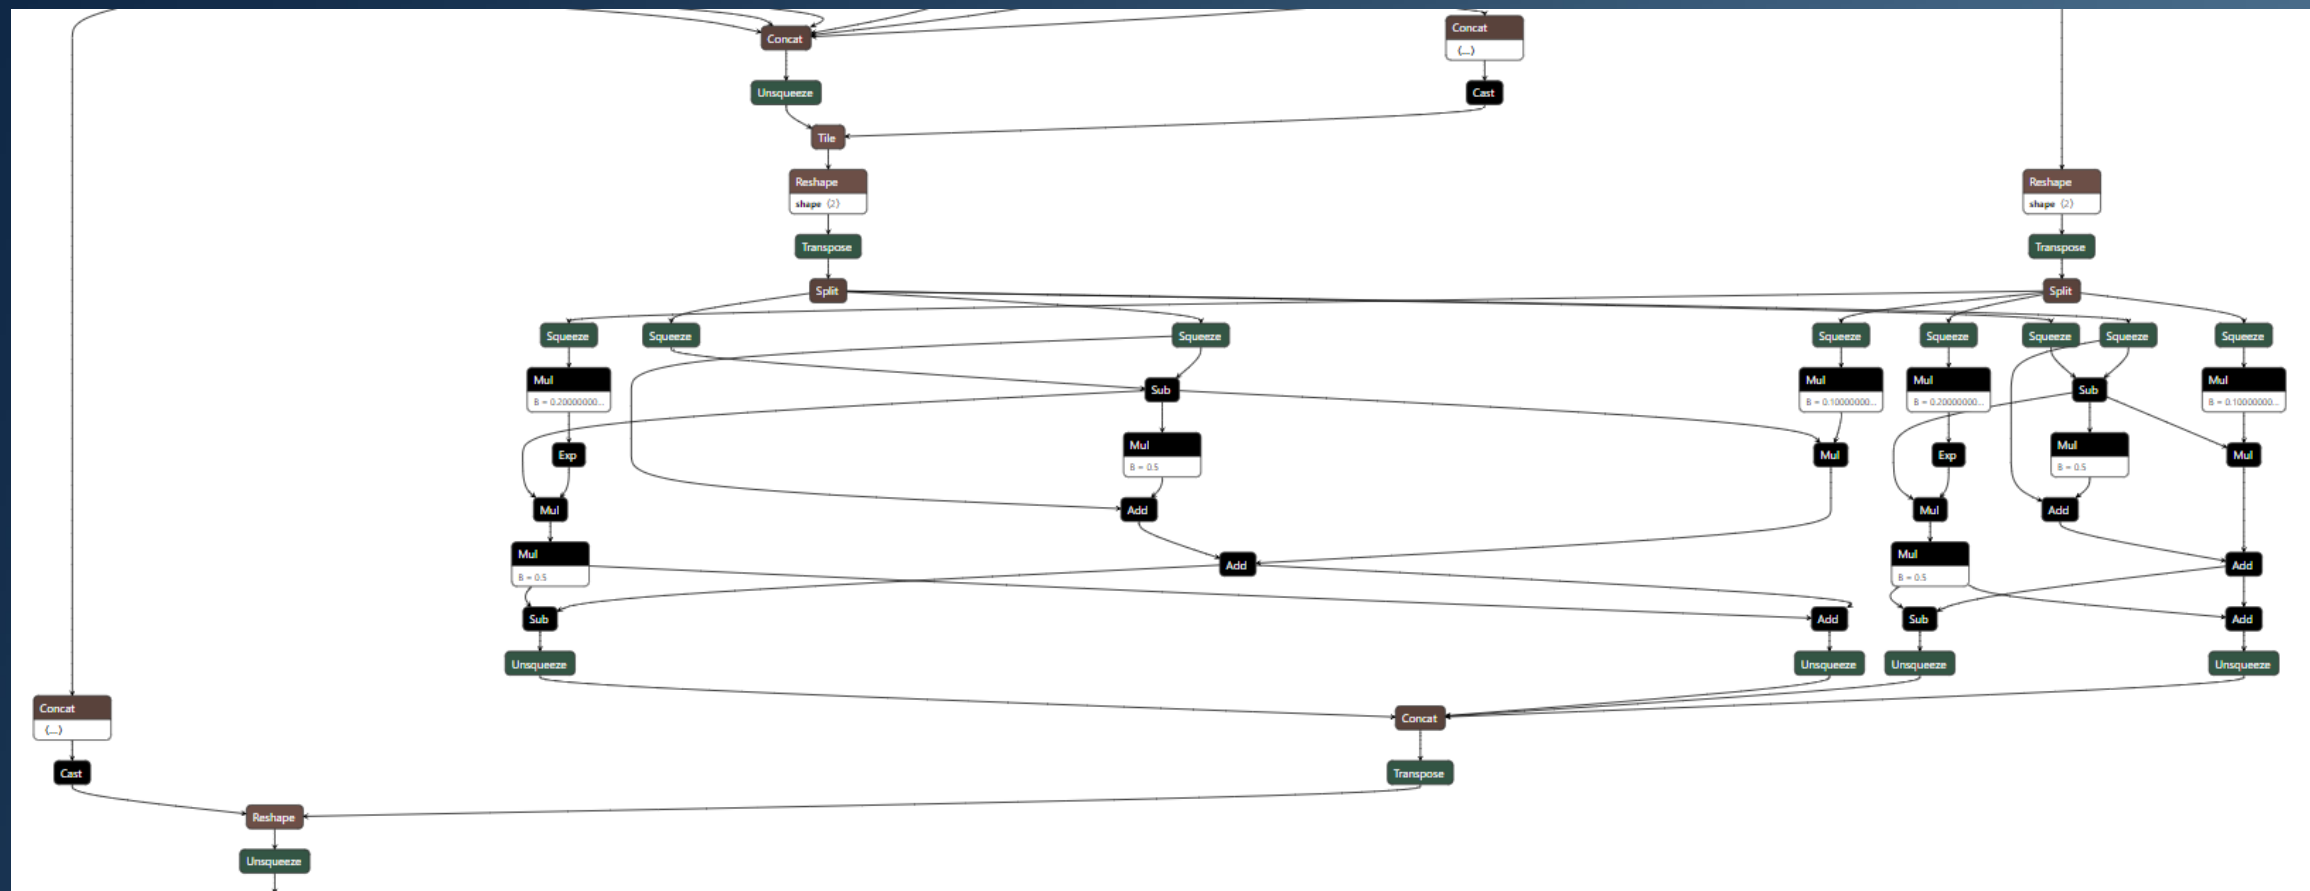 Concat
Concat
⟨...⟩
Unsqueeze
Cast
Tile
Reshape
shape ⟨2⟩
Reshape
shape ⟨2⟩
Transpose
Transpose
Split
Split
Squeeze
Squeeze
Squeeze
Squeeze
Squeeze
Squeeze
Squeeze
Squeeze
Mul
B = 0.20000000...
Sub
Mul
B = 0.10000000...
Mul
B = 0.20000000...
Sub
Mul
B = 0.10000000...
Exp
Mul
B = 0.5
Mul
Exp
Mul
B = 0.5
Mul
Mul
Add
Mul
Add
Mul
B = 0.5
Add
Mul
B = 0.5
Add
Sub
Add
Sub
Add
Unsqueeze
Unsqueeze
Unsqueeze
Unsqueeze
Concat
⟨...⟩
Concat
Cast
Transpose
Reshape
Unsqueeze